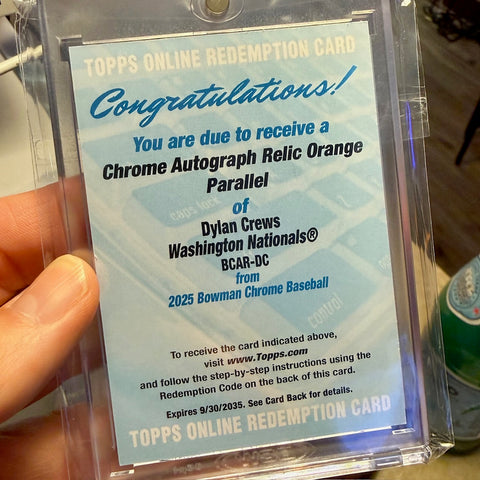 TOPPS ONLINE REDEMPTION CARD
Congratulations!
You are due to receive a
Chrome Autograph Relic Orange
Parallel
of
Dylan Crews
Washington Nationals®
BCAR-DC
from
2025 Bowman Chrome Baseball
To receive the card indicated above,
visit www.Topps.com
and follow the step-by-step instructions using the
Redemption Code on the back of this card.
Expires 9/30/2035. See Card Back for details.
TOPPS ONLINE REDEMPTION CARD
caps lock
control